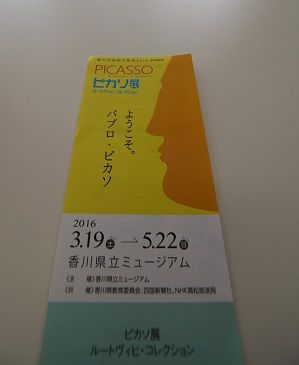 PICASSO
ピカソ展
ルートヴィヒ・コレクション
ようこそ。
パブロ・ピカソ
2016
3.19(土)→5.22(日)
香川県立ミュージアム
〈主　催〉香川県立ミュージアム
〈共　催〉香川県教育委員会、四国新聞社、NHK高松放送局
ピカソ展
ルートヴィヒ・コレクション